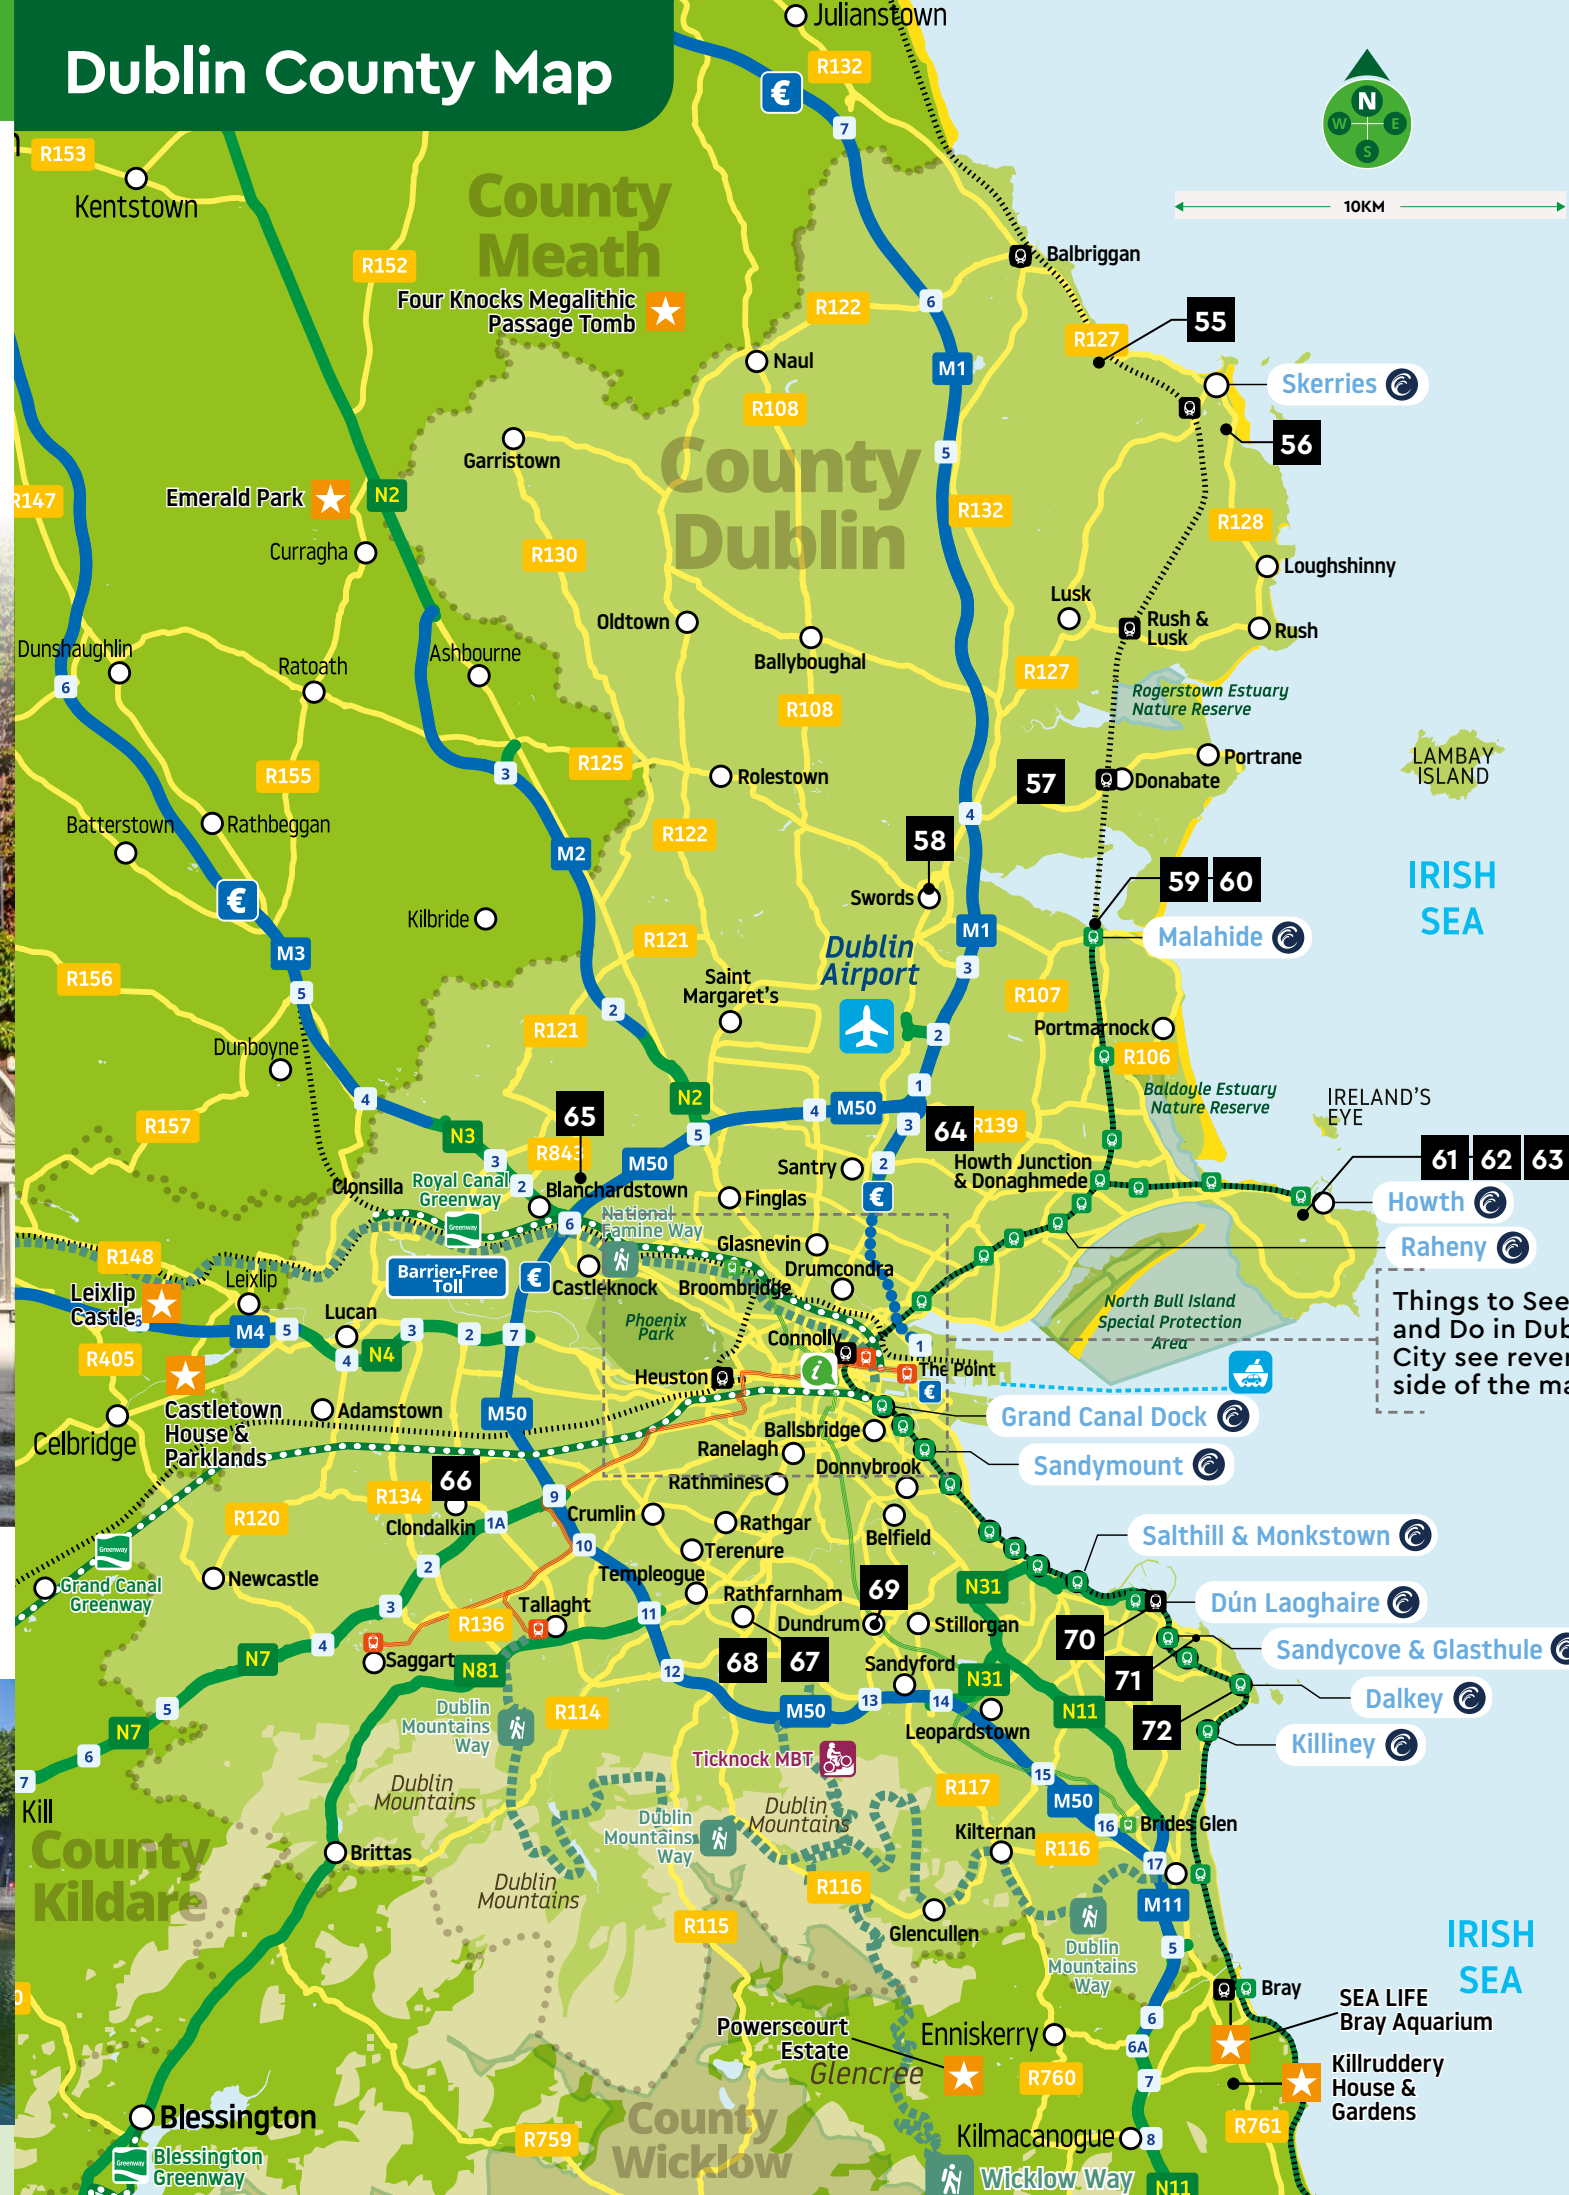 Dublin County Map
Julianstown
R132
€
7
N
W
E
S
10KM
R153
Kentstown
County
Meath
R152
Four Knocks Megalithic
Passage Tomb
R122
6
Balbriggan
55
R127
M1
Naul
Skerries
R108
5
56
Garristown
County
Dublin
Emerald Park
N2
R147
R132
R128
Curragha
R130
Loughshinny
Lusk
Oldtown
Rush &
Lusk
Rush
Ballyboughal
Dunshaughlin
Ratoath
Ashbourne
6
R127
Rogerstown Estuary
Nature Reserve
R108
Portrane
LAMBAY
ISLAND
R155
3
R125
Rolestown
57
Donabate
4
Batterstown
Rathbeggan
R122
58
M2
59
60
IRISH
SEA
€
Swords
Kilbride
M1
Malahide
M3
R121
Dublin
Airport
3
R156
5
Saint
Margaret's
R107
2
R121
Portmarnock
2
R106
Dunboyne
Baldoyle Estuary
Nature Reserve
1
IRELAND'S
EYE
4
N2
65
4
M50
3
64
R139
R157
N3
5
61
62
63
R843
3
M50
Santry
2
Howth Junction
& Donaghmede
Clonsilla
Royal Canal
Greenway
2
Blanchardstown
Finglas
€
Howth
Greenway
6
National
Famine Way
Glasnevin
Raheny
R148
Barrier-Free
Toll
€
Castleknock
Broombridge
Drumcondra
Leixlip
Leixlip
Castle
Things to See
Lucan
Phoenix
Park
North Bull Island
Special Protection
Area
and Do in Dub
City see rever
side of the ma
M4
5
3
2
7
Connolly
1
4
N4
R405
i
The Point
Heuston
€
Castletown
House &
Parklands
Adamstown
M50
Grand Canal Dock
Celbridge
Ballsbridge
Ranelagh
Donnybrook
Sandymount
66
Rathmines
R134
9
R120
1A
Clondalkin
Crumlin
Rathgar
Belfield
Salthill & Monkstown
10
Greenway
Terenure
2
Grand Canal
Greenway
Newcastle
Templeogue
69
N31
Rathfarnham
Dún Laoghaire
3
Tallaght
11
Dundrum
Stillorgan
70
R136
4
N7
Saggart
N81
68
67
Sandyford
Sandycove & Glasthule
12
N31
71
5
M50
13
14
Dalkey
N7
Dublin
Mountains
Way
R114
Leopardstown
N11
72
6
Killiney
Ticknock MBT
7
15
Kill
Dublin
Mountains
R117
M50
Dublin
Mountains
Way
Dublin
Mountains
Kilternan
16
Brides Glen
County
Kildare
Brittas
R116
17
Dublin
Mountains
R116
M11
R115
Glencullen
Dublin
Mountains
Way
5
IRISH
SEA
Bray
SEA LIFE
Bray Aquarium
6
Powerscourt
Estate
Enniskerry
6A
Glencree
R760
7
Killruddery
House &
Gardens
Blessington
County
Wicklow
R759
Kilmacanogue
8
R761
Greenway
Blessington
Greenway
Wicklow Way
N11